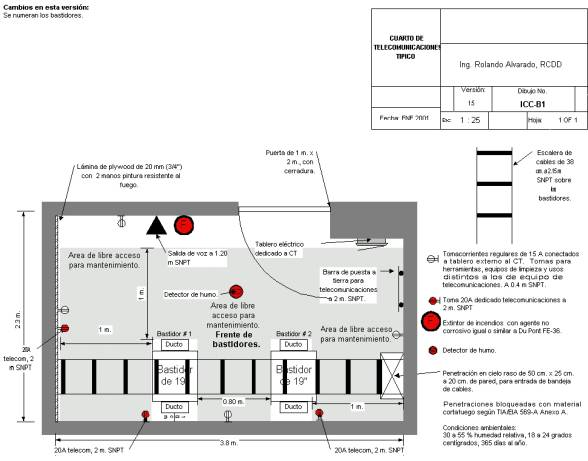 Cambios en esta versión:
Se numeran los bastidores.
CUARTO DE
TELECOMUNICACIONES
TIPICO
Ing. Rolando Alvarado, RCDD
Versión:
15
Dibujo No.
ICC-B1
Fecha: ENE 2001
Esc:
1 : 25
Hoja:
1 OF 1
Lámina de plywood de 20 mm (3/4")
con 2 manos pintura resistente al
fuego.
Puerta de 1 m. x
2 m., con
cerradura.
Escalera de
cables de 38
cm. a 2.15 m
SNPT sobre
los
bastidores.
Area de libre acceso
para mantenimiento.
Salida de voz a 1.20
m SNPT
Tablero eléctrico
dedicado a CT
Barra de puesta a
tierra para
telecomunicaciones
a 2 m. SNPT.
Detector de humo
Area de libre
acceso para
mantenimiento.
Frente de
bastidores.
Area de libre acceso
para mantenimiento.
2.3 m.
1 m.
1 m.
20A
telecom, 2
m SNPT
Bastidor # 1
Ducto
Bastidor
de 19"
Ducto
Bastidor # 2
Ducto
Bastidor
de 19"
Ducto
0.80 m.
1 m.
3.8 m.
20A telecom, 2 m. SNPT
20A telecom, 2 m. SNPT
Tomacorrientes regulares de 15 A conectados
a tablero externo al CT. Tomas para
herramientas, equipos de limpieza y usos
distintos a los de equipo de
telecomunicaciones. A 0.4 m SNPT.
Toma 20A dedicado telecomunicaciones a
2 m. SNPT
Extintor de incendios: con agente no
corrosivo igual o similar a Du Pont FE-36.
Detector de humo.
Penetración en cielo raso de 50 cm. x 25 cm.
a 20 cm. de pared, para entrada de bandeja
de cables.
Penetraciones bloqueadas con material
cortafuego según TIA/EIA 569-A Anexo A.
Condiciones ambientales:
30 a 55 % humedad relativa, 18 a 24 grados
centígrados, 365 días al año.